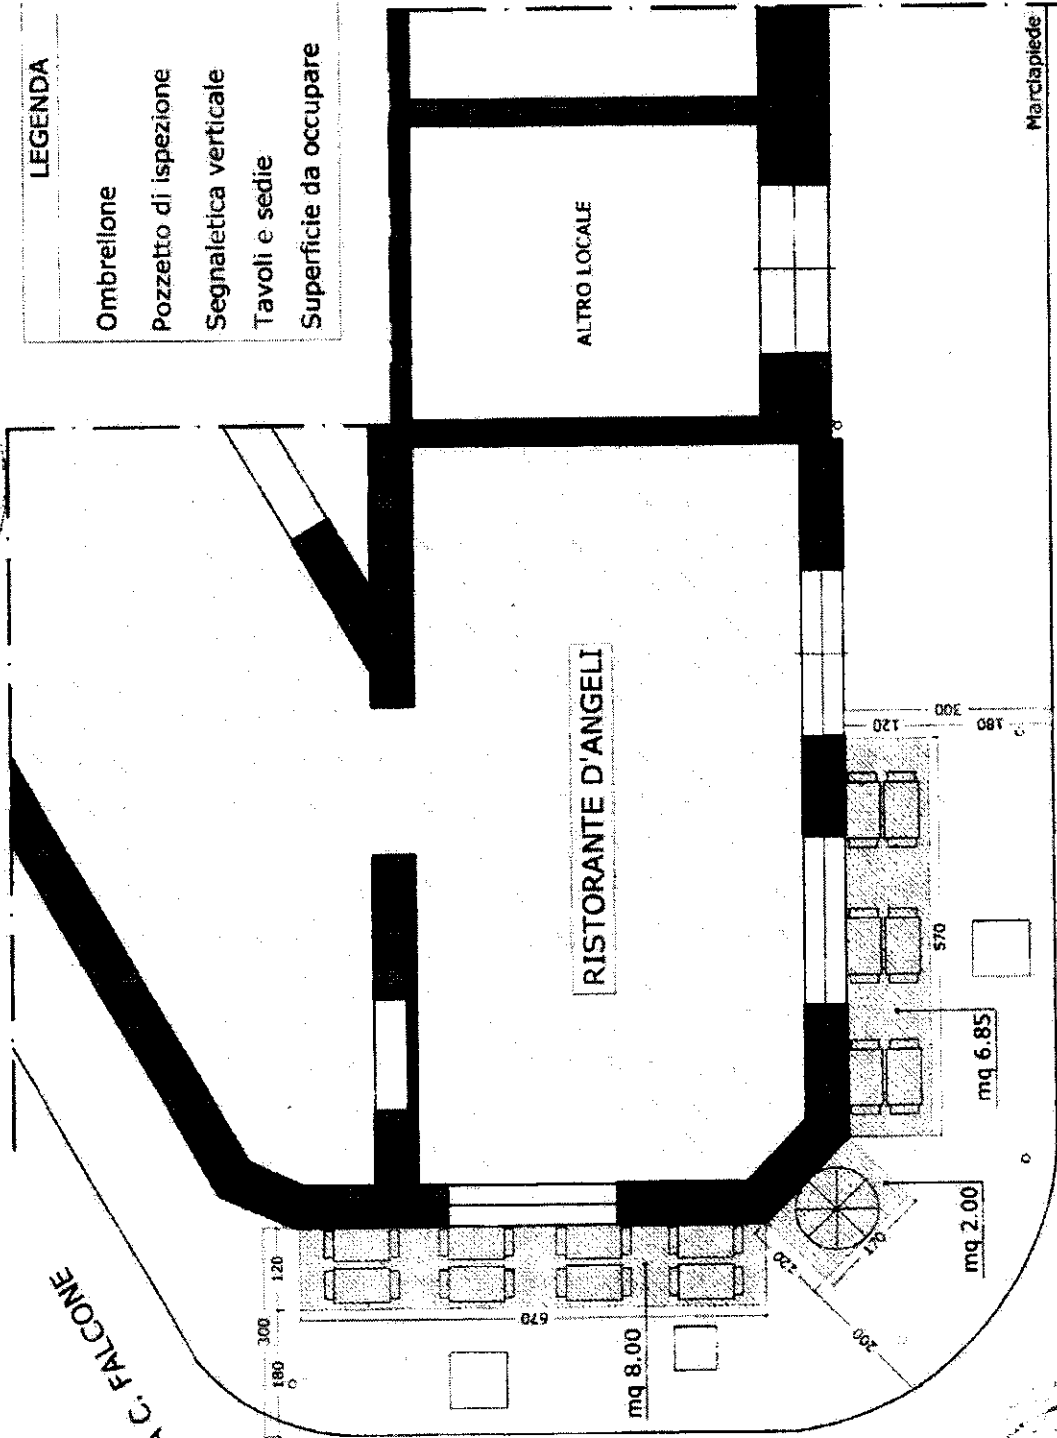 LEGENDA
Ombrellone
Pozzetto di ispezione
Segnaletica verticale
Tavoli e sedie
Superficie da occupare
ALTRO LOCALE
Marciapiede
RISTORANTE D'ANGELI
C. FALCONE
300
120
180
670
mq 8.00
220
170
200
mq 2.00
570
mq 6.85
120
180
300